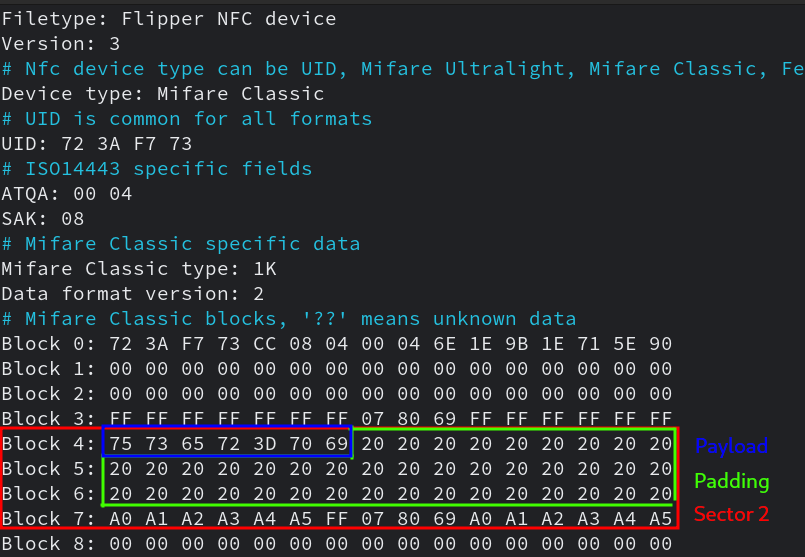 Filetype: Flipper NFC device
Version: 3
# Nfc device type can be UID, Mifare Ultralight, Mifare Classic, Fe
Device type: Mifare Classic
# UID is common for all formats
UID: 72 3A F7 73
# ISO14443 specific fields
ATQA: 00 04
SAK: 08
# Mifare Classic specific data
Mifare Classic type: 1K
Data format version: 2
# Mifare Classic blocks, '??' means unknown data
Block 0: 72 3A F7 73 CC 08 04 00 04 6E 1E 9B 1E 71 5E 90
Block 1: 00 00 00 00 00 00 00 00 00 00 00 00 00 00 00 00
Block 2: 00 00 00 00 00 00 00 00 00 00 00 00 00 00 00 00
Block 3: FF FF FF FF FF FF FF 07 80 69 FF FF FF FF FF FF
Block 4: 75 73 65 72 3D 70 69 20 20 20 20 20 20 20 20 20 Payload
Block 5: 20 20 20 20 20 20 20 20 20 20 20 20 20 20 20 20
Padding
Block 6: 20 20 20 20 20 20 20 20 20 20 20 20 20 20 20 20
Block 7: A0 A1 A2 A3 A4 A5 FF 07 80 69 A0 A1 A2 A3 A4 A5 Sector 2
Block 8: 00 00 00 00 00 00 00 00 00 00 00 00 00 00 00 00